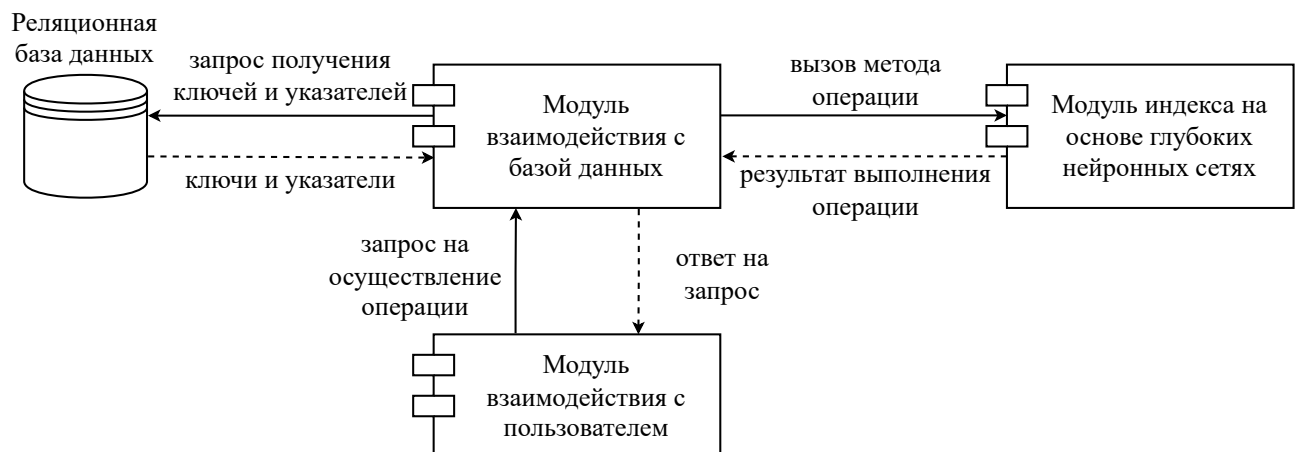 Реляционная
база данных
запрос получения
ключей и указателей
ключи и указатели
Модуль
взаимодействия с
базой данных
вызов метода
операции
результат выполнения
операции
Модуль индекса на
основе глубоких
нейронных сетях
запрос на
осуществление
операции
ответ на
запрос
Модуль
взаимодействия с
пользователем